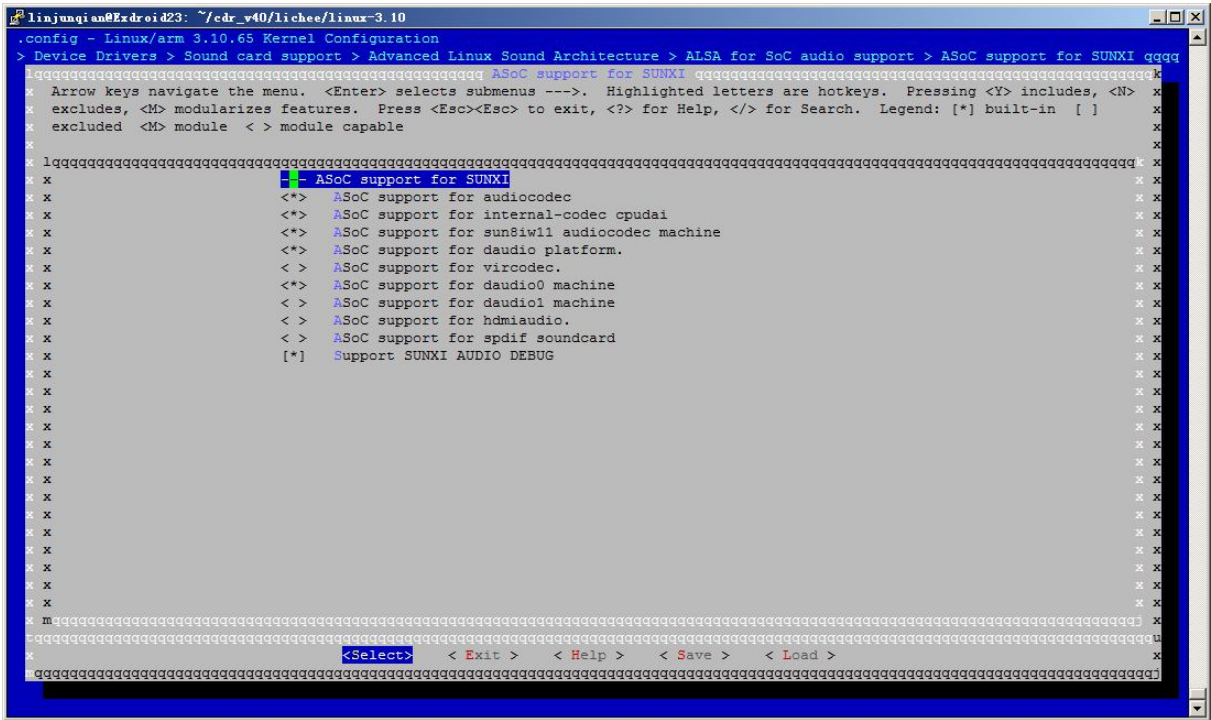 linjunqian@Exdroid23: ~/cdr_v40/lichee/linux-3.10
.config - Linux/arm 3.10.65 Kernel Configuration
> Device Drivers > Sound card support > Advanced Linux Sound Architecture > ALSA for SoC audio support > ASoC support for SUNXI qqqq
ASoC support for SUNXI
Arrow keys navigate the menu.  <Enter> selects submenus --->.  Highlighted letters are hotkeys.  Pressing <Y> includes, <N>
excludes, <M> modularizes features.  Press <Esc><Esc> to exit, <?> for Help, </> for Search.  Legend: [*] built-in  [ ]
excluded  <M> module  < > module capable
--- ASoC support for SUNXI
<*>   ASoC support for audiocodec
<*>   ASoC support for internal-codec cpudai
<*>   ASoC support for sun8iw11 audiocodec machine
<*>   ASoC support for daudio platform.
< >   ASoC support for vircodec.
<*>   ASoC support for daudio0 machine
< >   ASoC support for daudio1 machine
< >   ASoC support for hdmiaudio.
< >   ASoC support for spdif soundcard
[*]   Support SUNXI AUDIO DEBUG
<Select>    < Exit >    < Help >    < Save >    < Load >